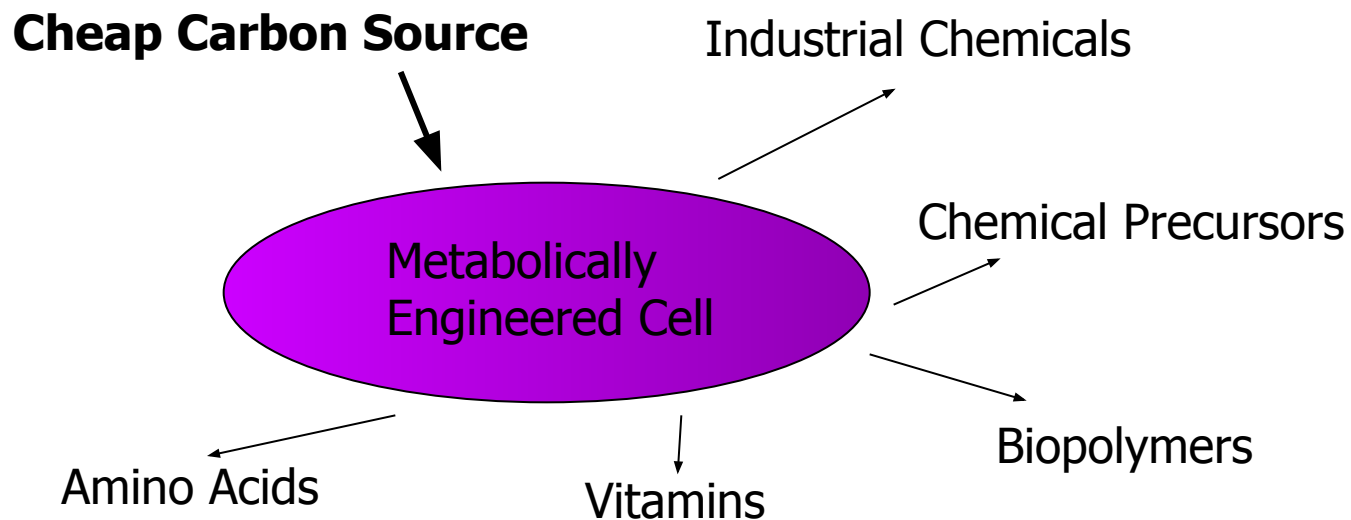 Cheap Carbon Source
Industrial Chemicals
Chemical Precursors
Metabolically
Engineered Cell
Biopolymers
Amino Acids
Vitamins